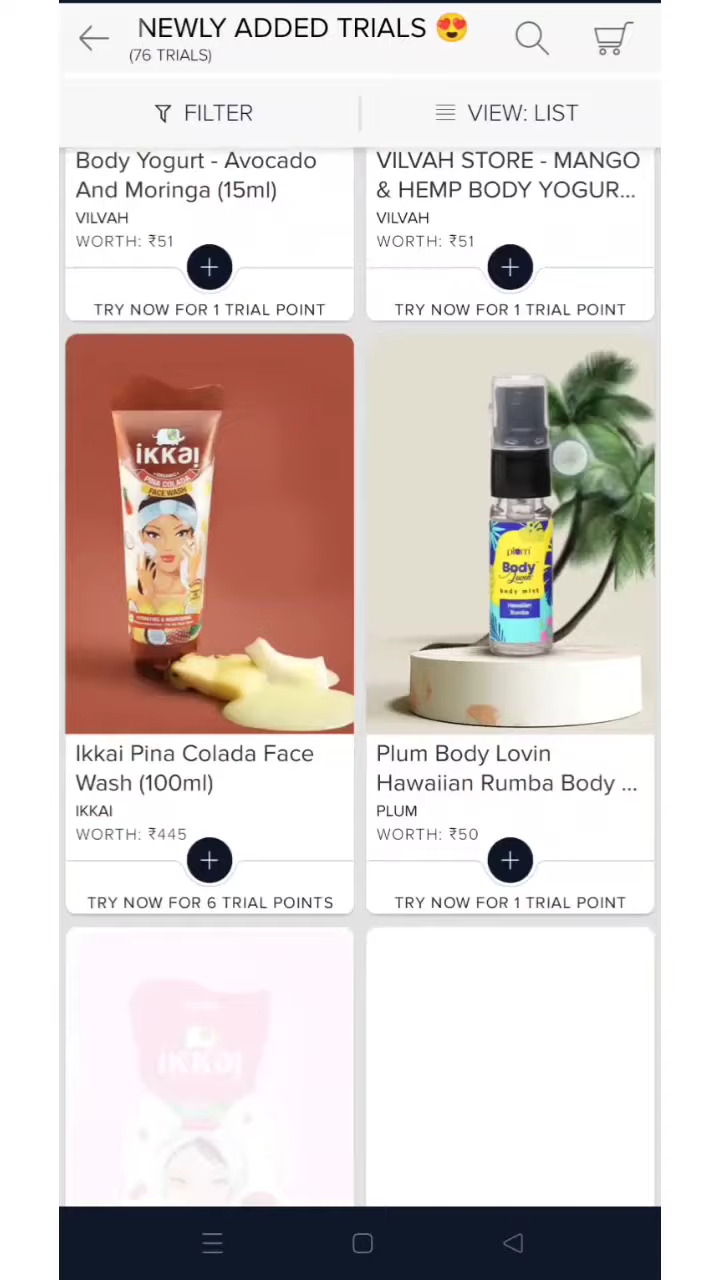 NEWLY ADDED TRIALS 😍
(76 TRIALS)
FILTER
VIEW: LIST
Body Yogurt - Avocado
And Moringa (15ml)
VILVAH
WORTH: ₹51
TRY NOW FOR 1 TRIAL POINT
VILVAH STORE - MANGO
& HEMP BODY YOGUR...
VILVAH
WORTH: ₹51
TRY NOW FOR 1 TRIAL POINT
ikkai
ORGANIC
PINA COLADA
FACE WASH
HYDRATING & NOURISHING
Ikkai Pina Colada Face
Wash (100ml)
IKKAI
WORTH: ₹445
TRY NOW FOR 6 TRIAL POINTS
plum
Body
Lovin'
body mist
Hawaiian
Rumba
Plum Body Lovin
Hawaiian Rumba Body ...
PLUM
WORTH: ₹50
TRY NOW FOR 1 TRIAL POINT
ikkai